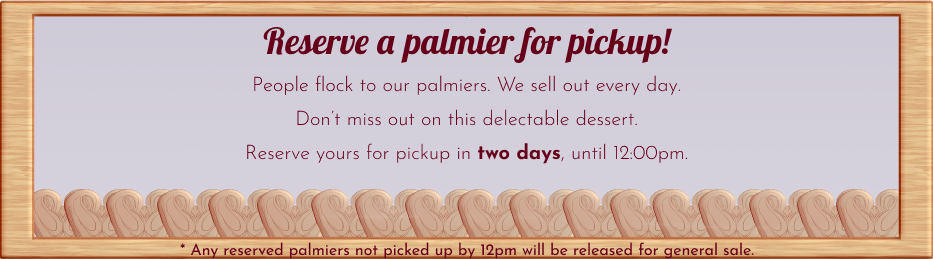 Reserve a palmier for pickup!
People flock to our palmiers. We sell out every day.
Don't miss out on this delectable dessert.
Reserve yours for pickup in two days, until 12:00pm.
* Any reserved palmiers not picked up by 12pm will be released for general sale.